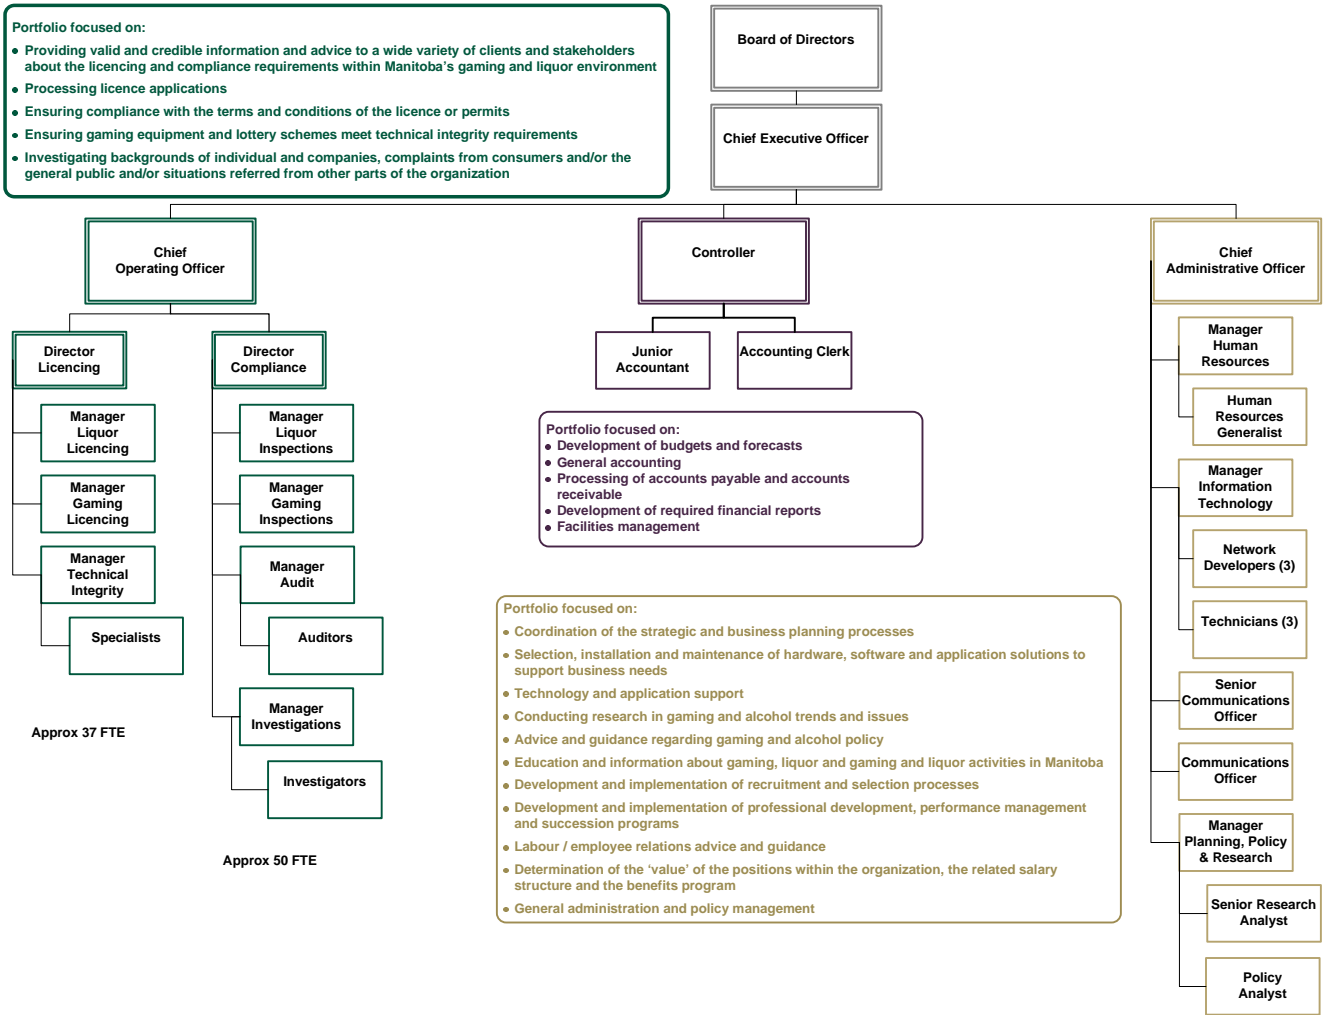 Portfolio focused on:
• Providing valid and credible information and advice to a wide variety of clients and stakeholders
about the licencing and compliance requirements within Manitoba's gaming and liquor environment
• Processing licence applications
• Ensuring compliance with the terms and conditions of the licence or permits
• Ensuring gaming equipment and lottery schemes meet technical integrity requirements
• Investigating backgrounds of individual and companies, complaints from consumers and/or the
general public and/or situations referred from other parts of the organization
Board of Directors
Chief Executive Officer
Chief
Operating Officer
Controller
Chief
Administrative Officer
Director
Licencing
Manager
Liquor
Licencing
Manager
Gaming
Licencing
Manager
Technical
Integrity
Specialists
Approx 37 FTE
Director
Compliance
Manager
Liquor
Inspections
Manager
Gaming
Inspections
Manager
Audit
Auditors
Manager
Investigations
Investigators
Approx 50 FTE
Junior
Accountant
Accounting Clerk
Portfolio focused on:
• Development of budgets and forecasts
• General accounting
• Processing of accounts payable and accounts
receivable
• Development of required financial reports
• Facilities management
Portfolio focused on:
• Coordination of the strategic and business planning processes
• Selection, installation and maintenance of hardware, software and application solutions to
support business needs
• Technology and application support
• Conducting research in gaming and alcohol trends and issues
• Advice and guidance regarding gaming and alcohol policy
• Education and information about gaming, liquor and gaming and liquor activities in Manitoba
• Development and implementation of recruitment and selection processes
• Development and implementation of professional development, performance management
and succession programs
• Labour / employee relations advice and guidance
• Determination of the ‘value’ of the positions within the organization, the related salary
structure and the benefits program
• General administration and policy management
Manager
Human
Resources
Human
Resources
Generalist
Manager
Information
Technology
Network
Developers (3)
Technicians (3)
Senior
Communications
Officer
Communications
Officer
Manager
Planning, Policy
& Research
Senior Research
Analyst
Policy
Analyst